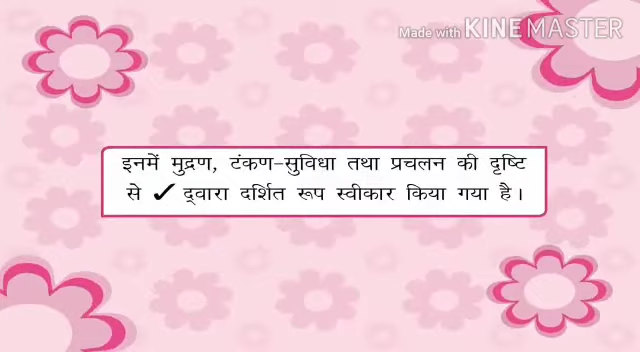 Made with KINEMASTER
इनमें मुद्रण, टंकण-सुविधा तथा प्रचलन की दृष्टि
से ✓ द्‌वारा दर्शित रूप स्वीकार किया गया है।